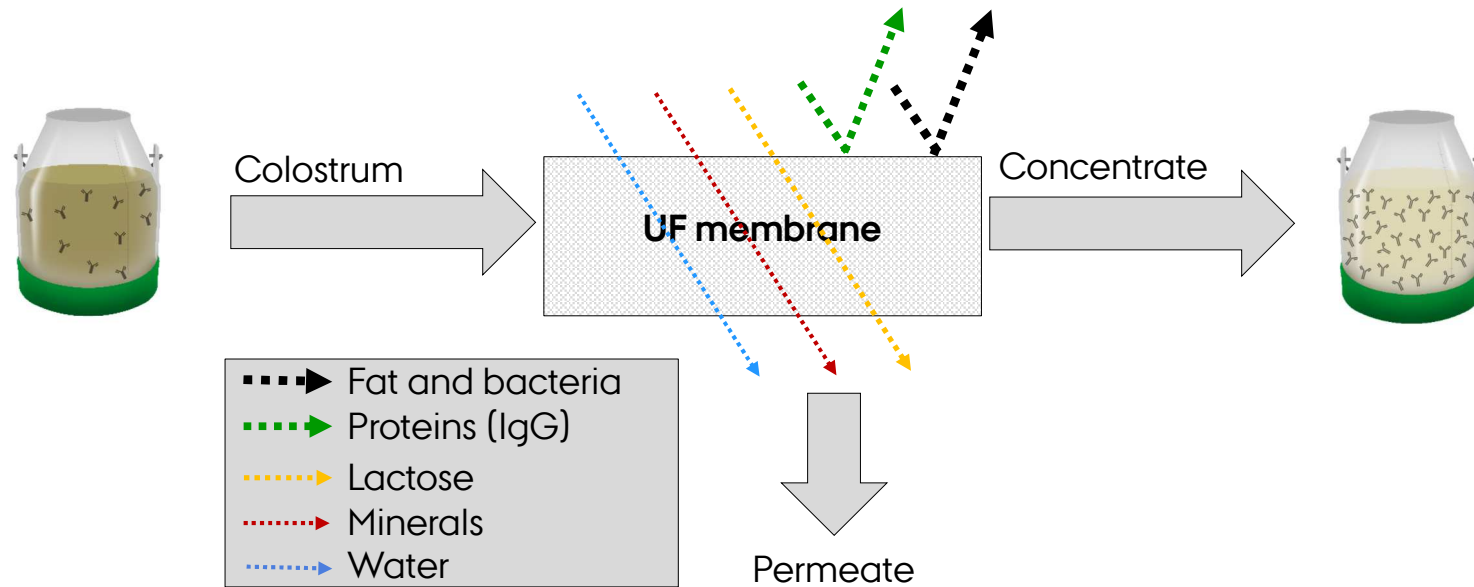 Colostrum
Concentrate
UF membrane
Fat and bacteria
Proteins (IgG)
Lactose
Minerals
Water
Permeate